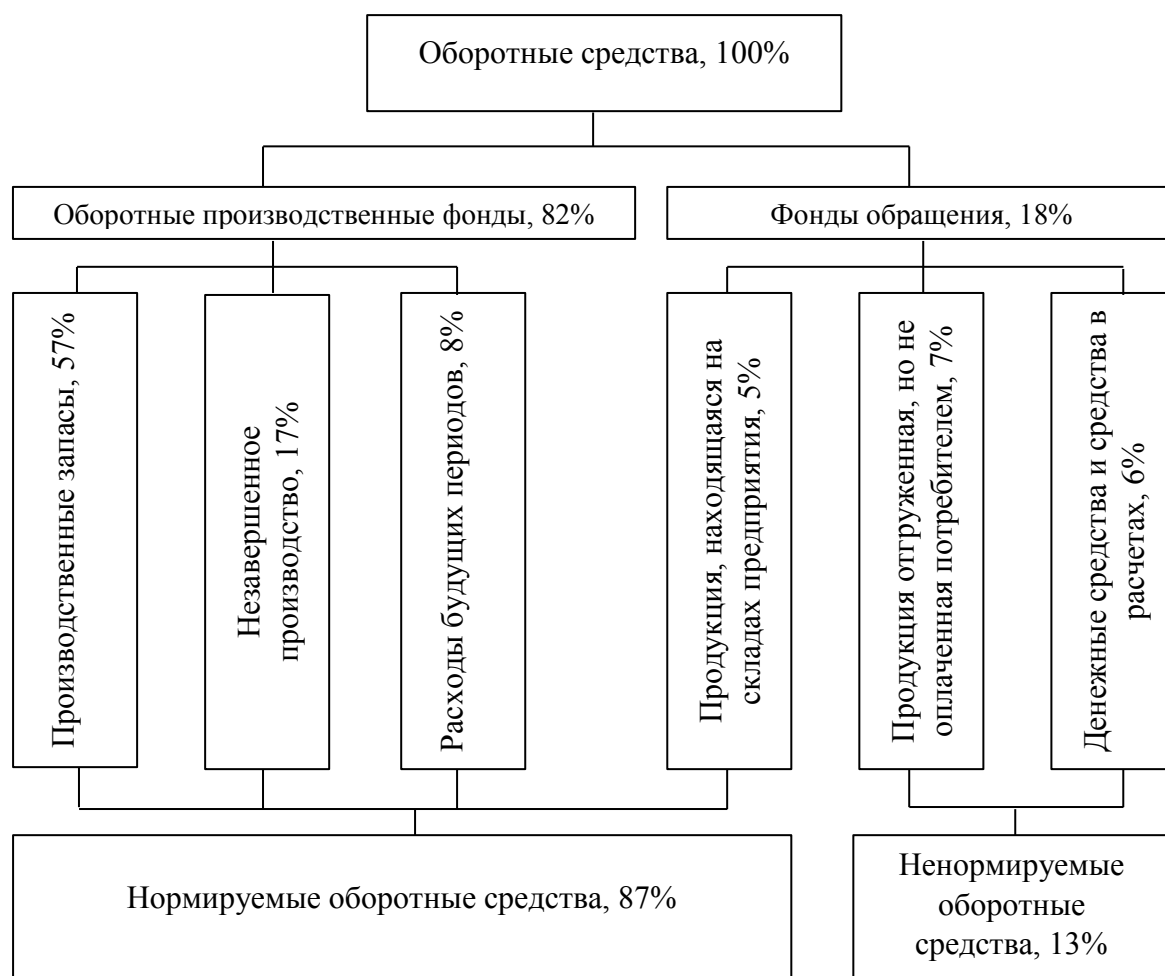 Оборотные средства, 100%
Оборотные производственные фонды, 82%
Фонды обращения, 18%
Производственные запасы, 57%
Незавершенное
производство, 17%
Расходы будущих периодов, 8%
Продукция, находящаяся на
складах предприятия, 5%
Продукция отгруженная, но не
оплаченная потребителем, 7%
Денежные средства и средства в
расчетах, 6%
Нормируемые оборотные средства, 87%
Ненормируемые
оборотные
средства, 13%